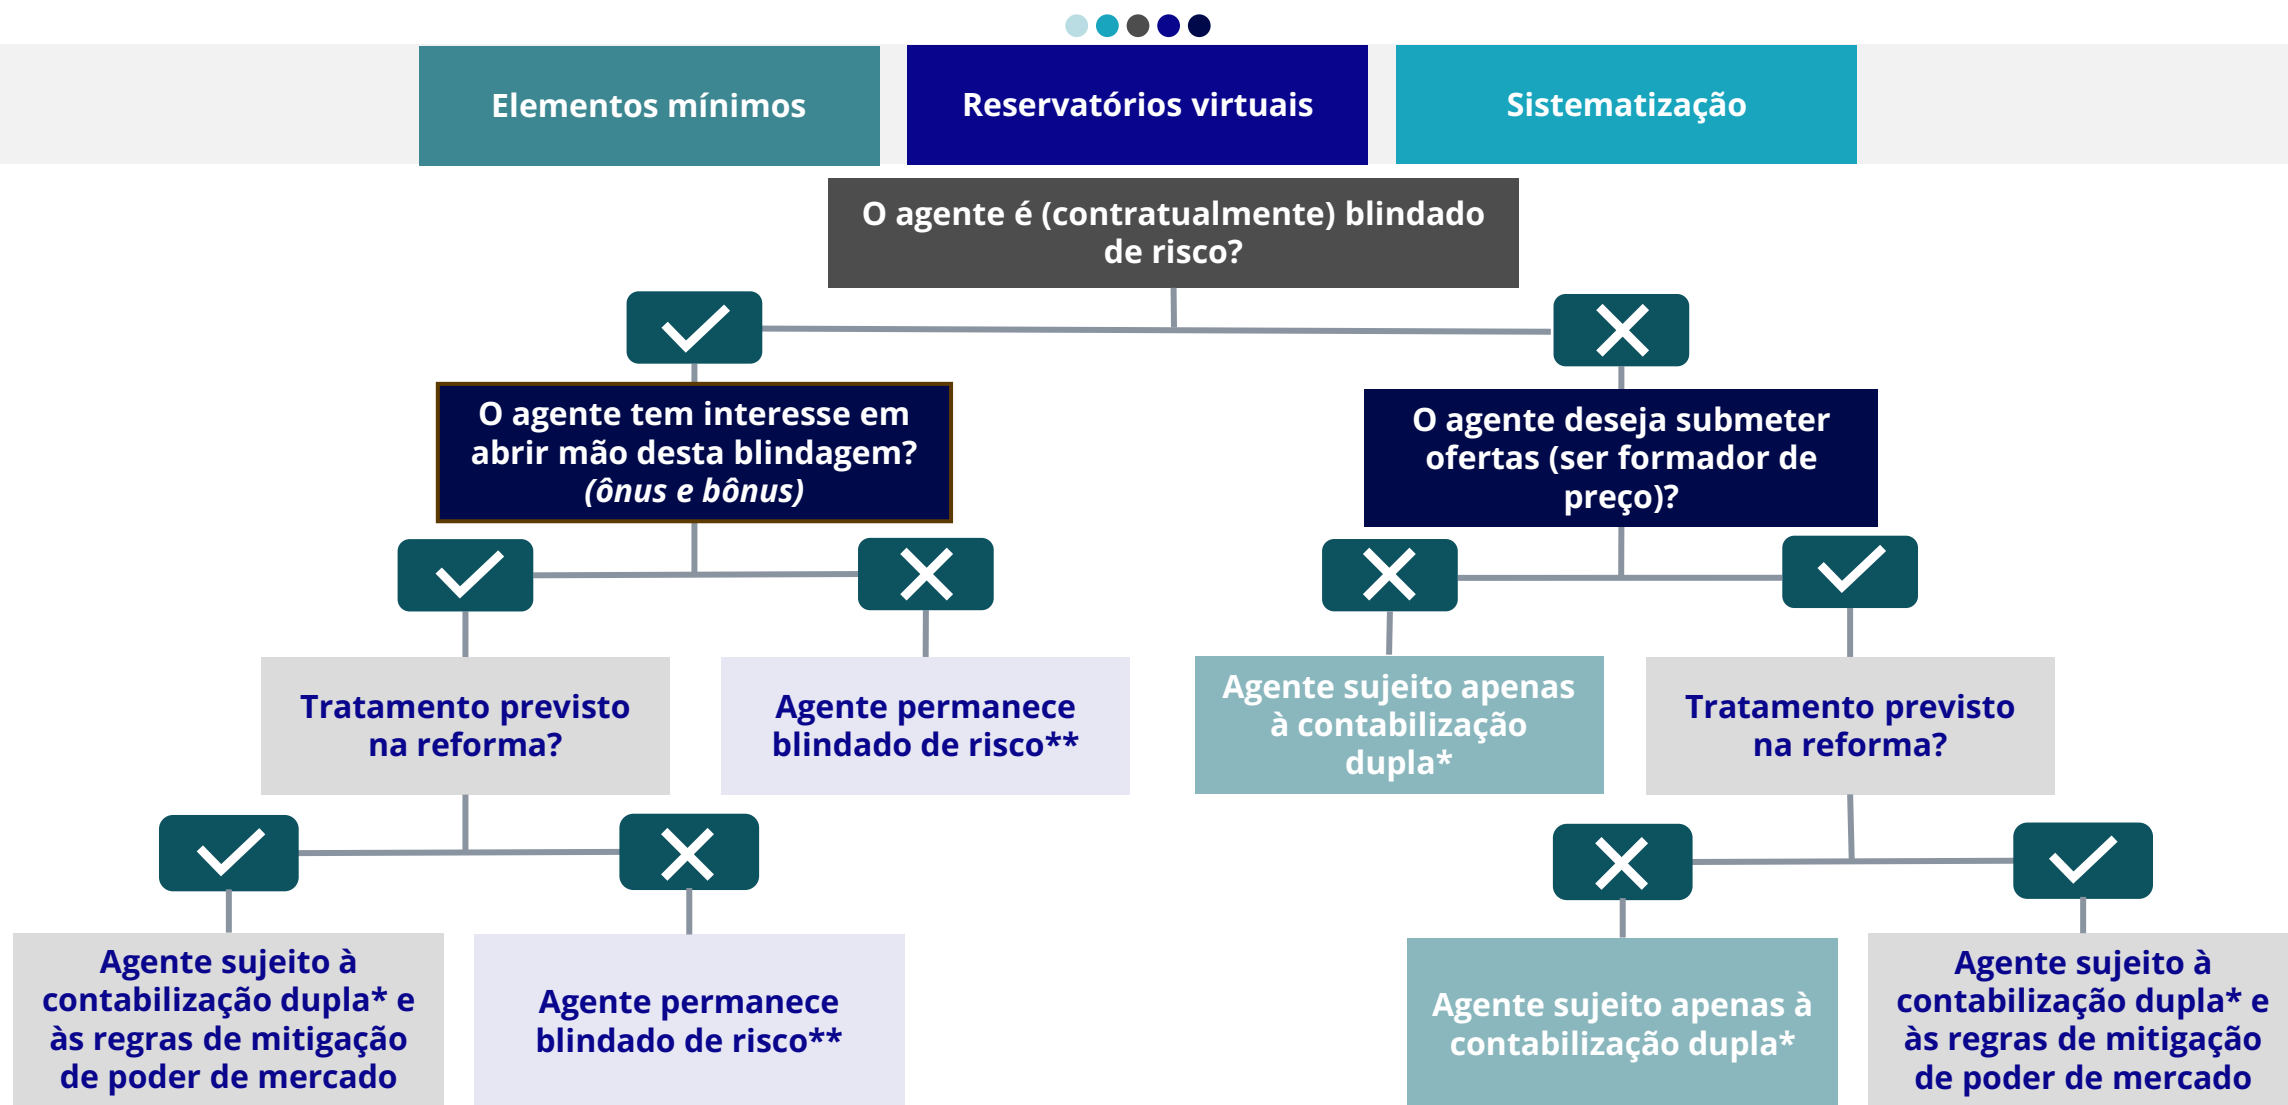 Elementos mínimos
Reservatórios virtuais
Sistematização
O agente é (contratualmente) blindado
de risco?
O agente tem interesse em
abrir mão desta blindagem?
(ônus e bônus)
O agente deseja submeter
ofertas (ser formador de
preço)?
Tratamento previsto
na reforma?
Agente permanece
blindado de risco**
Agente sujeito apenas
à contabilização
dupla*
Tratamento previsto
na reforma?
Agente sujeito à
contabilização dupla* e
às regras de mitigação
de poder de mercado
Agente permanece
blindado de risco**
Agente sujeito apenas à
contabilização dupla*
Agente sujeito à
contabilização dupla* e
às regras de mitigação
de poder de mercado